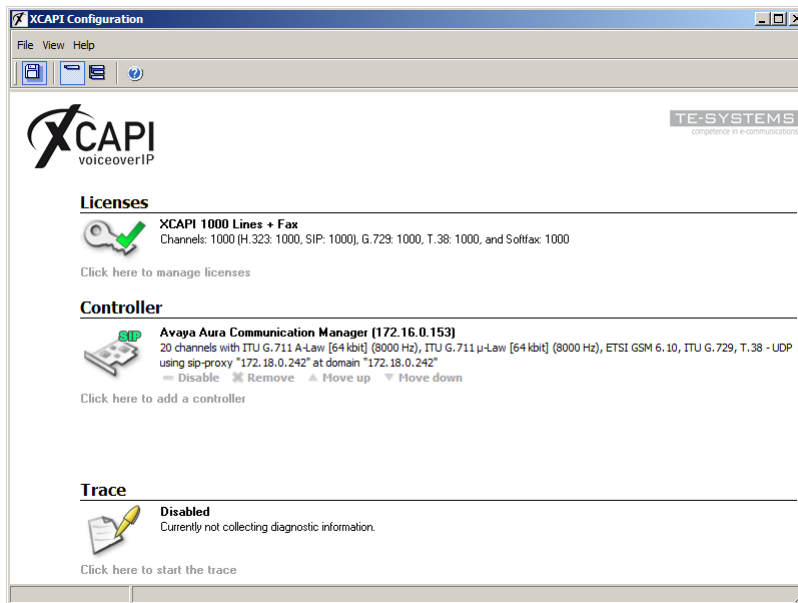 XCAPI Configuration
File View Help
XCAPI
voiceoverIP
TE-SYSTEMS
competence in e-communications
Licenses
XCAPI 1000 Lines + Fax
Channels: 1000 (H.323: 1000, SIP: 1000), G.729: 1000, T.38: 1000, and Softfax: 1000
Click here to manage licenses
Controller
SIP
Avaya Aura Communication Manager (172.16.0.153)
20 channels with ITU G.711 A-Law [64 kbit] (8000 Hz), ITU G.711 µ-Law [64 kbit] (8000 Hz), ETSI GSM 6.10, ITU G.729, T.38 - UDP
using sip-proxy "172.18.0.242" at domain "172.18.0.242"
Disable Remove Move up Move down
Click here to add a controller
Trace
Disabled
Currently not collecting diagnostic information.
Click here to start the trace